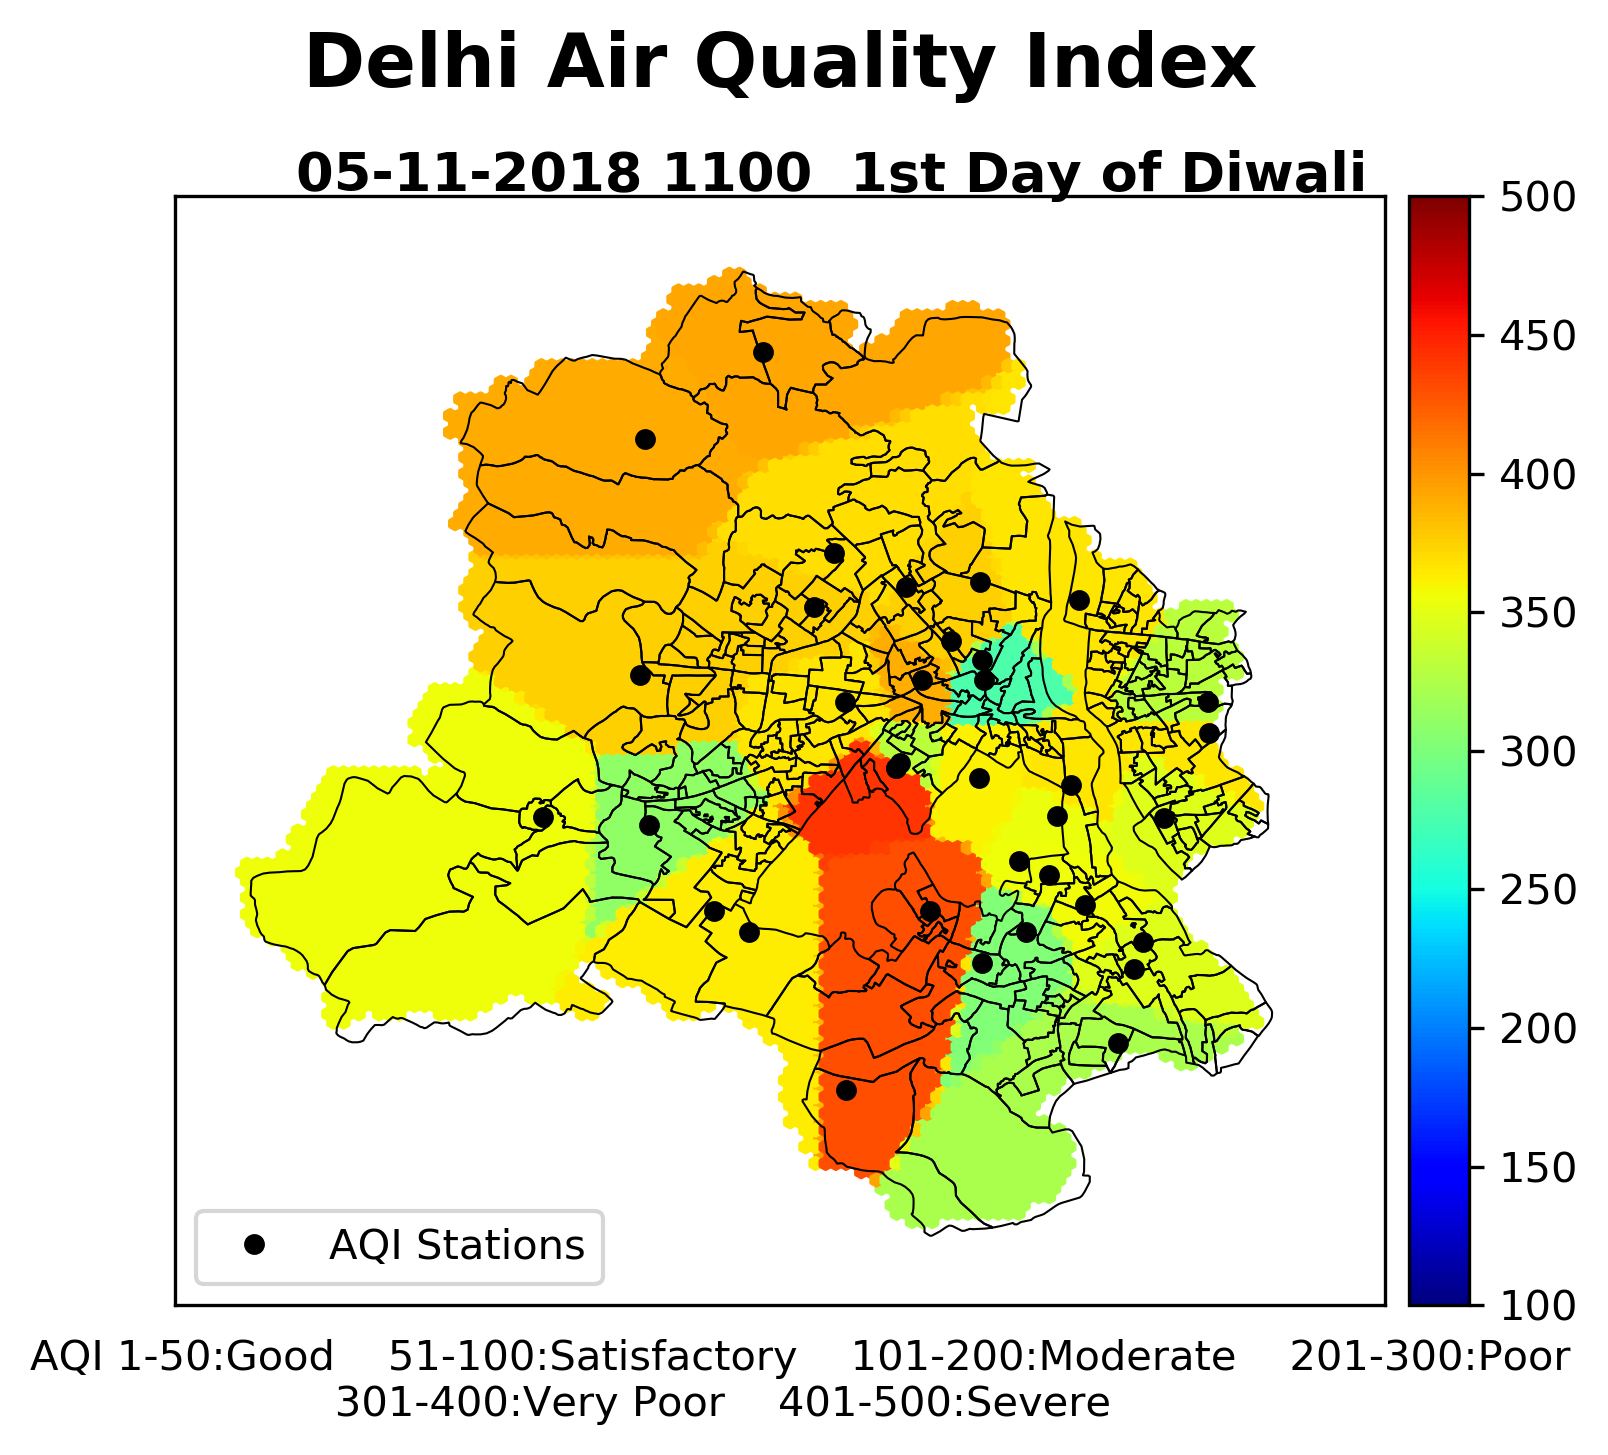 Delhi Air Quality Index
05-11-2018 1100 1st Day of Diwali
500
450
400
350
300
250
200
150
100
AQI Stations
AQI 1-50:Good 51-100:Satisfactory 101-200:Moderate 201-300:Poor
301-400:Very Poor 401-500:Severe